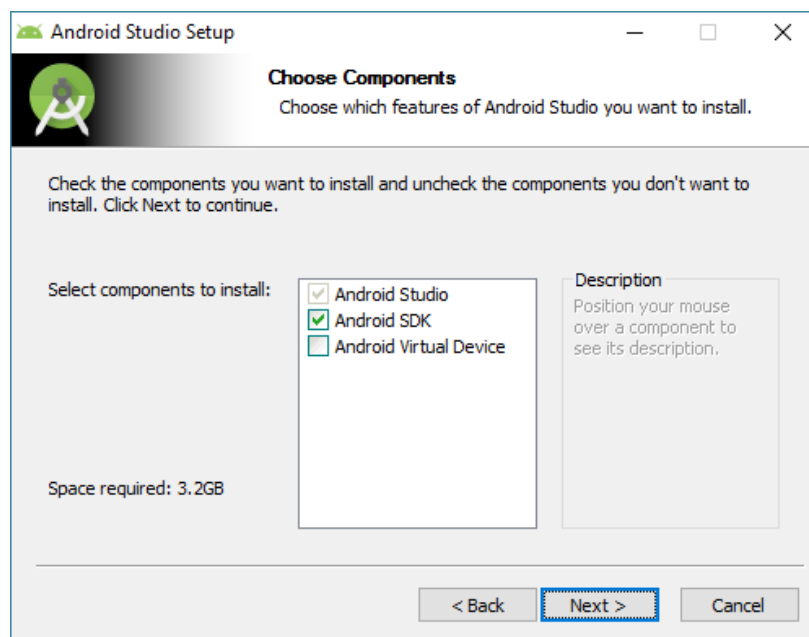 Android Studio Setup
Choose Components
Choose which features of Android Studio you want to install.
Check the components you want to install and uncheck the components you don't want to
install. Click Next to continue.
Select components to install:
Android Studio
Android SDK
Android Virtual Device
Description
Position your mouse
over a component to
see its description.
Space required: 3.2GB
< Back
Next >
Cancel